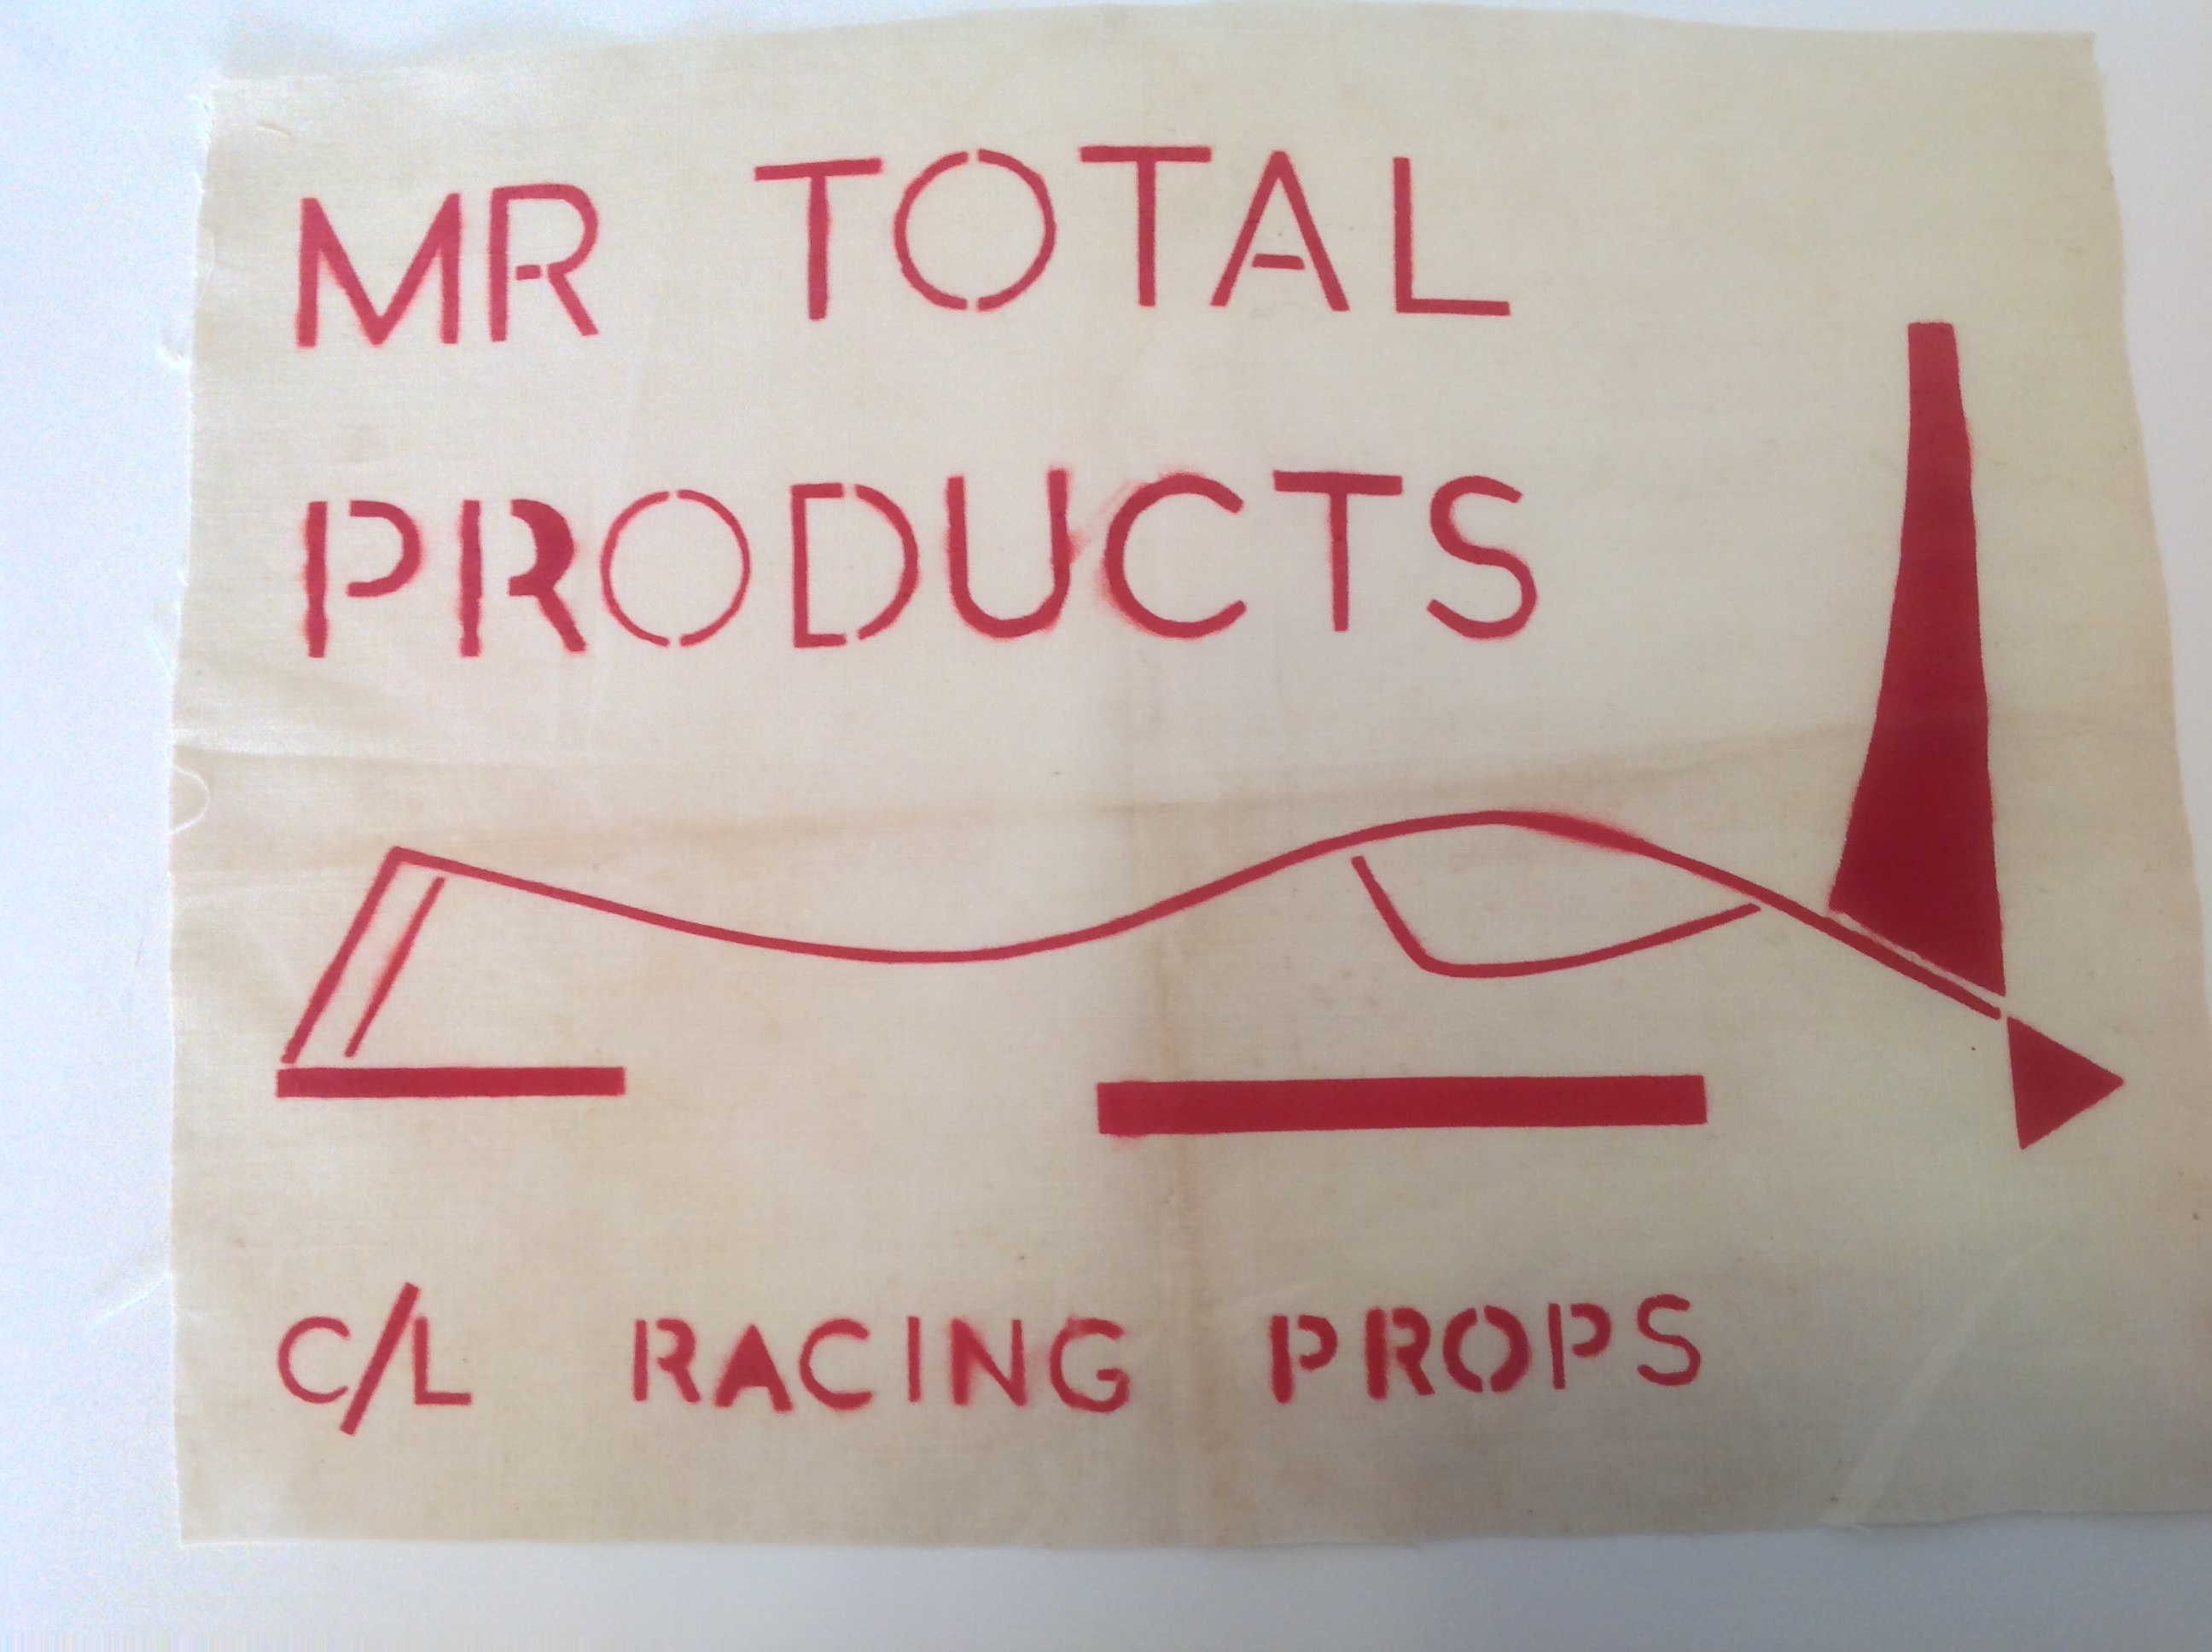 MR TOTAL
PRODUCTS
C/L RACING PROPS